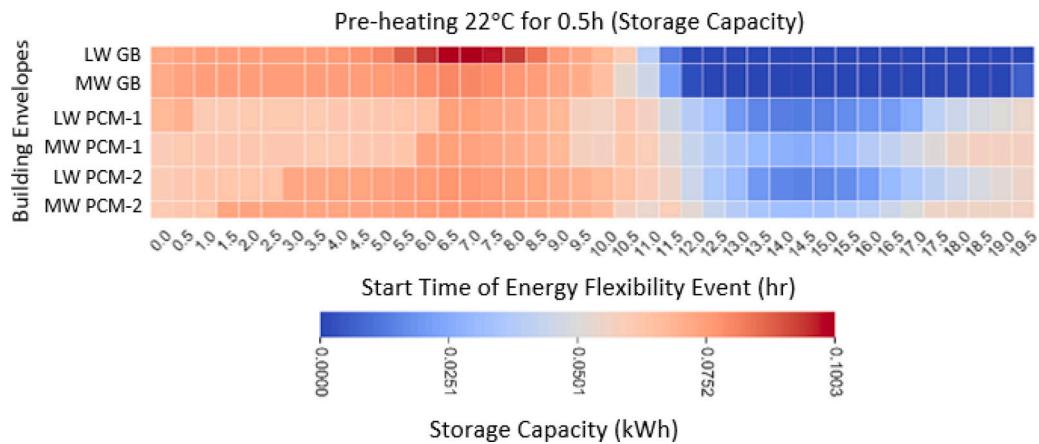 Pre-heating 22°C for 0.5h (Storage Capacity)
Building Envelopes
LW GB
MW GB
LW PCM-1
MW PCM-1
LW PCM-2
MW PCM-2
0.0 0.5 1.0 1.5 2.0 2.5 3.0 3.5 4.0 4.5 5.0 5.5 6.0 6.5 7.0 7.5 8.0 8.5 9.0 9.5 10.0 10.5 11.0 11.5 12.0 12.5 13.0 13.5 14.0 14.5 15.0 15.5 16.0 16.5 17.0 17.5 18.0 18.5 19.0 19.5
Start Time of Energy Flexibility Event (hr)
0.0000 0.0251 0.0501 0.0752 0.1003
Storage Capacity (kWh)